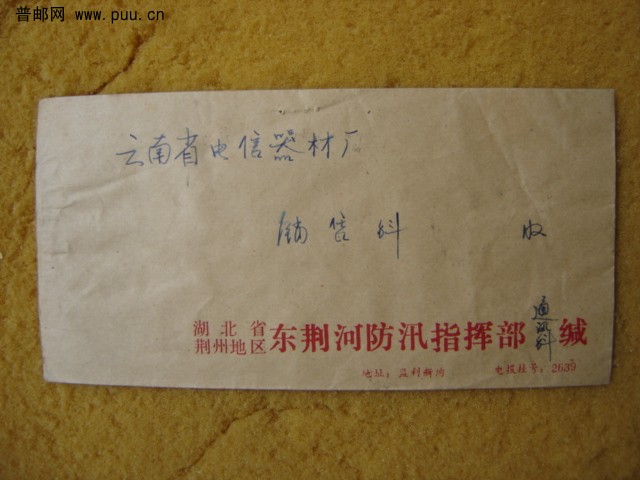 普邮网 www.puu.cn
云南省电信器材厂
销售科 收
湖北省
荆州地区 东荆河防汛指挥部 通讯科 缄
地址：监利新沟 电报挂号：2639